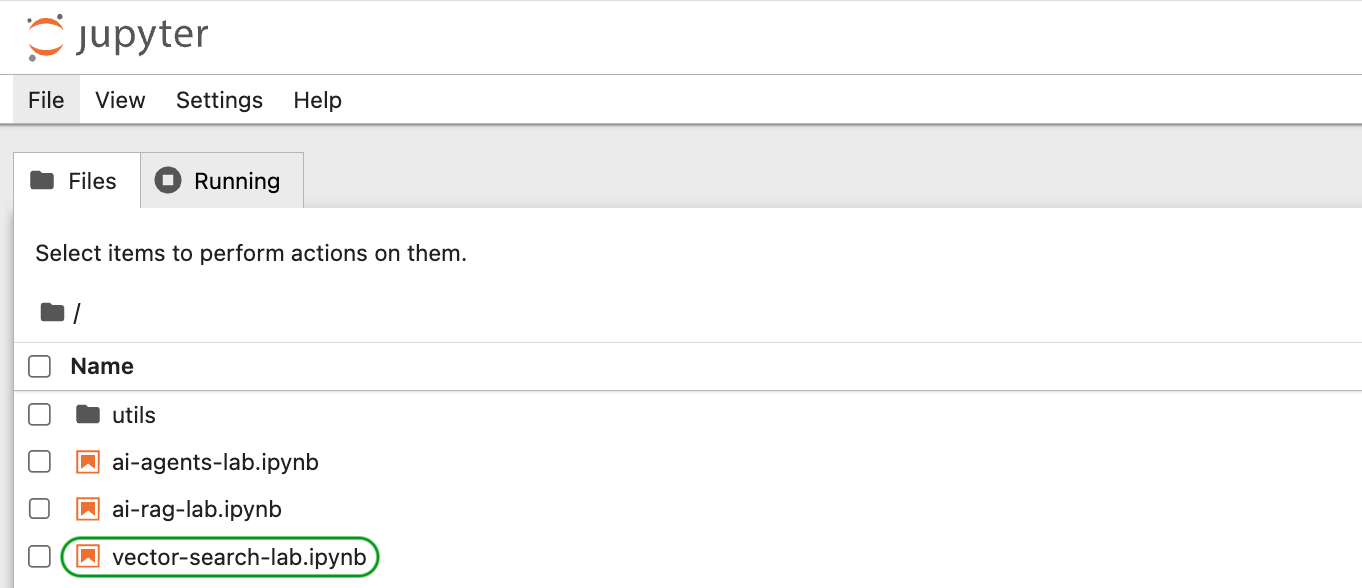 jupyter
File View Settings Help
Files Running
Select items to perform actions on them.
/
Name
utils
ai-agents-lab.ipynb
ai-rag-lab.ipynb
vector-search-lab.ipynb